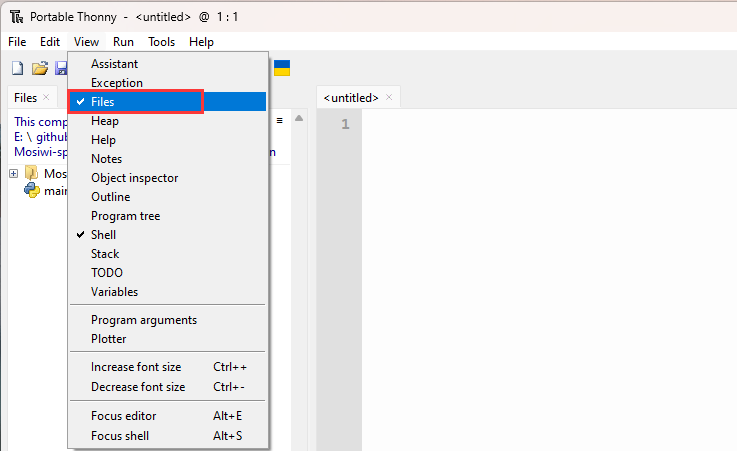 Portable Thonny - <untitled> @ 1 : 1
File Edit View Run Tools Help
Files
<untitled>
This comp
E: \ github
Mosiwi-sp
n
Mos
main
1
Assistant
Exception
Files
Heap
Help
Notes
Object inspector
Outline
Program tree
Shell
Stack
TODO
Variables
Program arguments
Plotter
Increase font size Ctrl++
Decrease font size Ctrl+-
Focus editor Alt+E
Focus shell Alt+S